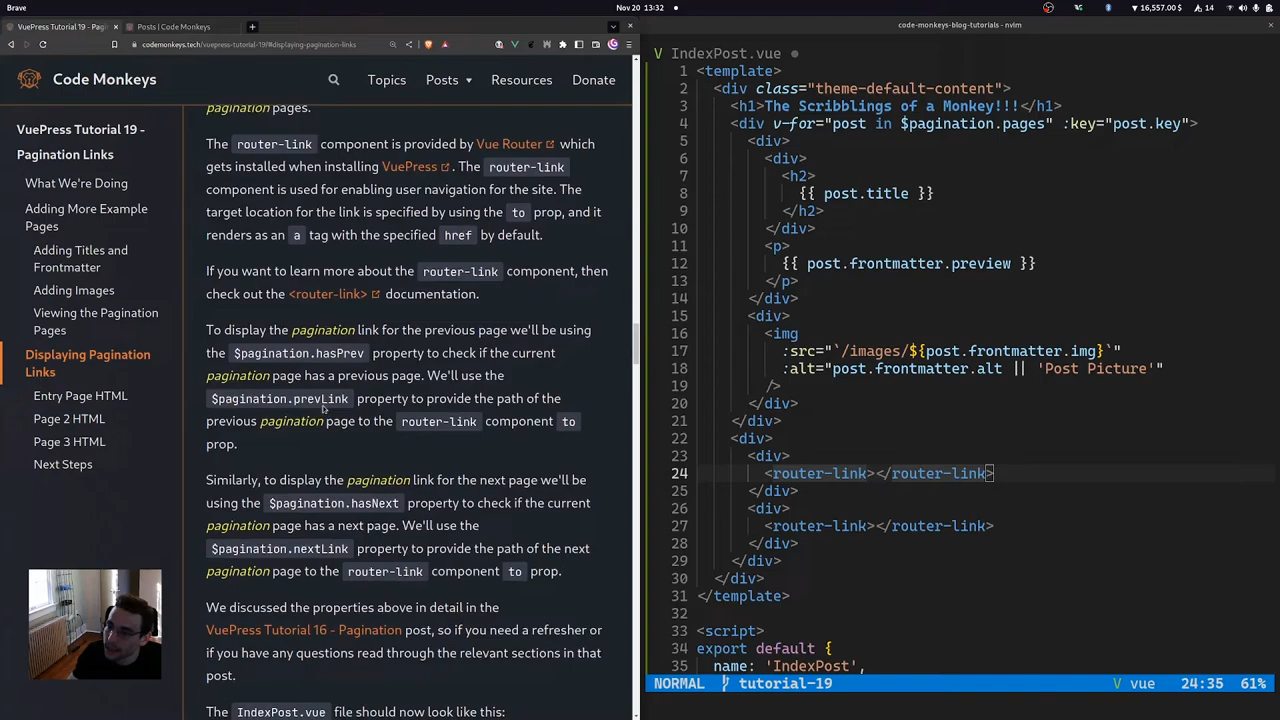 Brave
Nov 20 13:32
16,557.00
14
VuePress Tutorial 19 - Pagi
Posts | Code Monkeys
code-monkeys-blog-tutorials - nvim
codemonkeys.tech/vuepress-tutorial-19/#displaying-pagination-links
Code Monkeys
Topics
Posts
Resources
Donate
VuePress Tutorial 19 -
Pagination Links
What We're Doing
Adding More Example
Pages
Adding Titles and
Frontmatter
Adding Images
Viewing the Pagination
Pages
Displaying Pagination
Links
Entry Page HTML
Page 2 HTML
Page 3 HTML
Next Steps
pagination pages.
The router-link component is provided by Vue Router which
gets installed when installing VuePress . The router-link
component is used for enabling user navigation for the site. The
target location for the link is specified by using the to prop, and it
renders as an a tag with the specified href by default.
If you want to learn more about the router-link component, then
check out the <router-link> documentation.
To display the pagination link for the previous page we'll be using
the $pagination.hasPrev property to check if the current
pagination page has a previous page. We'll use the
$pagination.prevLink property to provide the path of the
previous pagination page to the router-link component to
prop.
Similarly, to display the pagination link for the next page we'll be
using the $pagination.hasNext property to check if the current
pagination page has a next page. We'll use the
$pagination.nextLink property to provide the path of the next
pagination page to the router-link component to prop.
We discussed the properties above in detail in the
VuePress Tutorial 16 - Pagination post, so if you need a refresher or
if you have any questions read through the relevant sections in that
post.
The IndexPost.vue file should now look like this:
V IndexPost.vue
1 <template>
2 <div class="theme-default-content">
3 <h1>The Scribblings of a Monkey!!!</h1>
4 <div v-for="post in $pagination.pages" :key="post.key">
5 <div>
6 <div>
7 <h2>
8 {{ post.title }}
9 </h2>
10 </div>
11 <p>
12 {{ post.frontmatter.preview }}
13 </p>
14 </div>
15 <div>
16 <img
17 :src="`/images/${post.frontmatter.img}`"
18 :alt="post.frontmatter.alt || 'Post Picture'"
19 />
20 </div>
21 </div>
22 <div>
23 <div>
24 <router-link></router-link>
25 </div>
26 <div>
27 <router-link></router-link>
28 </div>
29 </div>
30 </div>
31 </template>
32
33 <script>
34 export default {
35 name: 'IndexPost',
NORMAL tutorial-19 V vue 24:35 61%